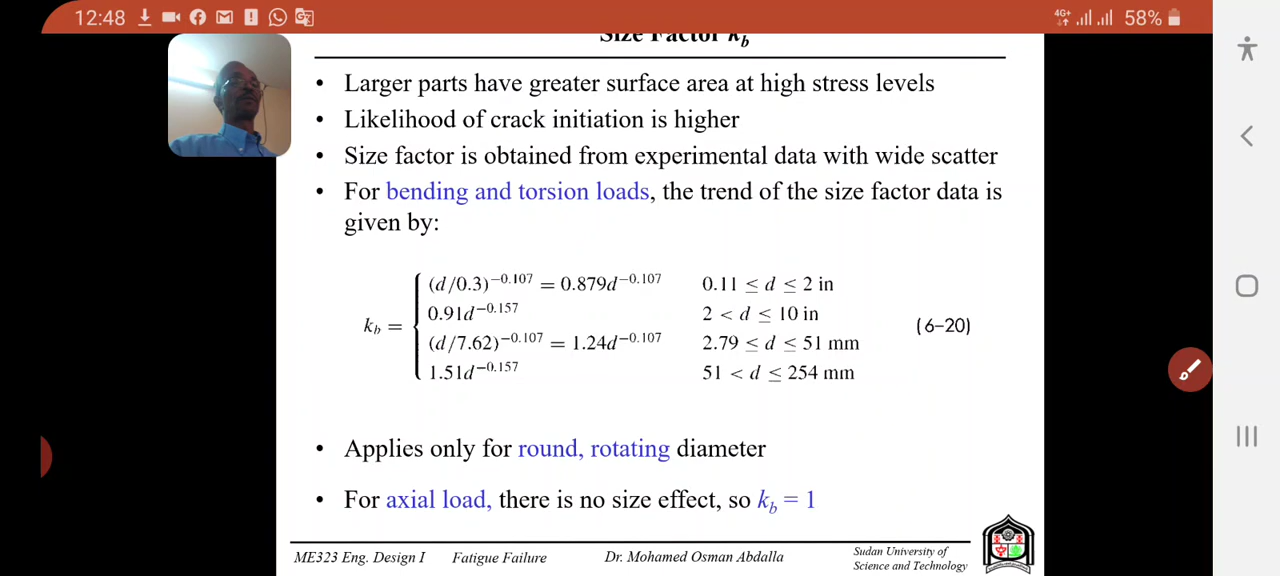 12:48
4G+
58%
Size Factor kb
• Larger parts have greater surface area at high stress levels
• Likelihood of crack initiation is higher
• Size factor is obtained from experimental data with wide scatter
• For bending and torsion loads, the trend of the size factor data is
given by:
(d/0.3)−0.107 = 0.879d−0.107 0.11 ≤ d ≤ 2 in
0.91d−0.157 2 < d ≤ 10 in
kb =
(6–20)
(d/7.62)−0.107 = 1.24d−0.107 2.79 ≤ d ≤ 51 mm
1.51d−0.157 51 < d ≤ 254 mm
• Applies only for round, rotating diameter
• For axial load, there is no size effect, so kb = 1
ME323 Eng. Design I Fatigue Failure Dr. Mohamed Osman Abdalla
Sudan University of
Science and Technology